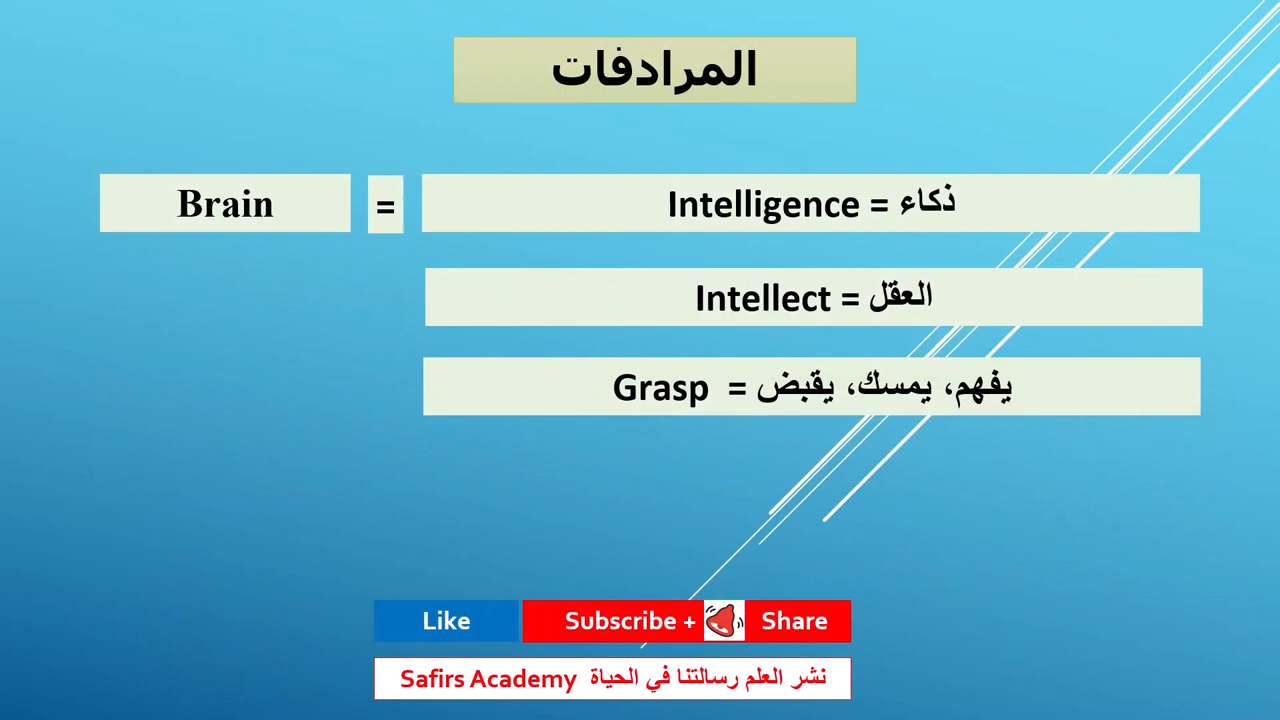 المرادفات
Brain = Intelligence = ذكاء
Intellect = العقل
Grasp = يفهم، يمسك، يقبض
Like Subscribe + Share
Safirs Academy نشر العلم رسالتنا في الحياة